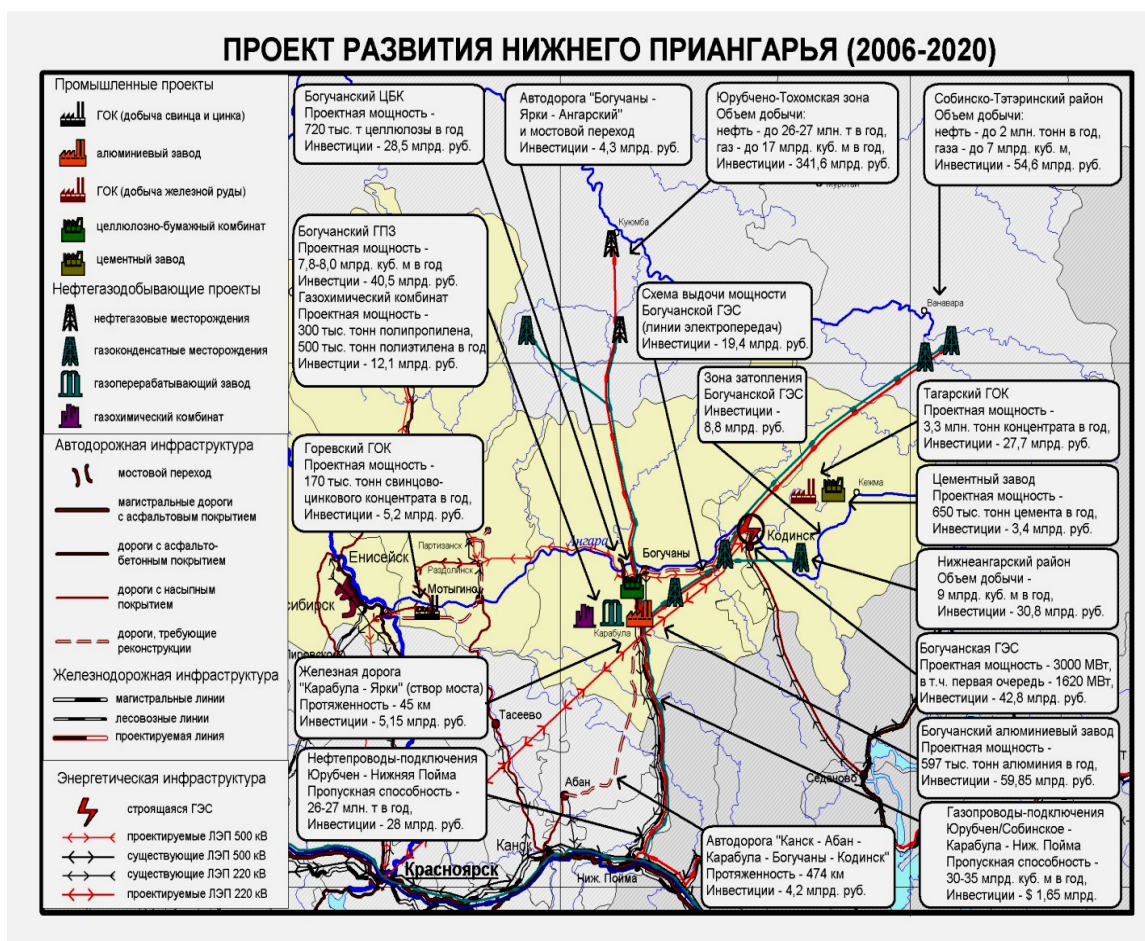 ПРОЕКТ РАЗВИТИЯ НИЖНЕГО ПРИАНГАРЬЯ (2006-2020)
Промышленные проекты
ГОК (добыча свинца и цинка)
алюминиевый завод
ГОК (добыча железной руды)
целлюлозно-бумажный комбинат
цементный завод
Нефтегазодобывающие проекты
нефтегазовые месторождения
газоконденсатные месторождения
газоперерабатывающий завод
газохимический комбинат
Автодорожная инфраструктура
мостовой переход
магистральные дороги
с асфальтовым покрытием
дороги с асфальто-
бетонным покрытием
дороги с насыпным
покрытием
дороги, требующие
реконструкции
Железнодорожная инфраструктура
магистральные линии
лесовозные линии
проектируемая линия
Энергетическая инфраструктура
строящаяся ГЭС
проектируемые ЛЭП 500 кВ
существующие ЛЭП 500 кВ
существующие ЛЭП 220 кВ
проектируемые ЛЭП 220 кВ
Богучанский ЦБК
Проектная мощность -
720 тыс. т целлюлозы в год
Инвестиции - 28,5 млрд. руб.
Автодорога "Богучаны -
Ярки - Ангарский"
и мостовой переход
Инвестиции - 4,3 млрд. руб.
Юрубчено-Тохомская зона
Объем добычи:
нефть - до 26-27 млн. т в год,
газ - до 17 млрд. куб. м в год,
Инвестиции - 341,6 млрд. руб.
Собинско-Тэтэринский район
Объем добычи:
нефть - до 2 млн. тонн в год,
газа - до 7 млрд. куб. м,
Инвестиции - 54,6 млрд. руб.
Богучанский ГПЗ
Проектная мощность -
7,8-8,0 млрд. куб. м в год
Инвестиции - 40,5 млрд. руб.
Газохимический комбинат
Проектная мощность -
300 тыс. тонн полипропилена,
500 тыс. тонн полиэтилена в год
Инвестции - 12,1 млрд. руб.
Куюмба
Схема выдочи мощности
Богучанской ГЭС
(линии электропередач)
Инвестиции - 19,4 млрд. руб.
Ванавара
Зона затопления
Богучанской ГЭС
Инвестиции -
8,8 млрд. руб.
Тагарский ГОК
Проектная мощность -
3,3 млн. тонн концентрата в год,
Инвестиции - 27,7 млрд. руб.
Горевский ГОК
Проектная мощность -
170 тыс. тонн свинцово-
цинкового концентрата в год,
Инвестиции - 5,2 млрд. руб.
Кежма
Цементный завод
Проектная мощность -
650 тыс. тонн цемента в год,
Инвестиции - 3,4 млрд. руб.
Ангара
Богучаны
Кодинск
Партизанск
Енисейск
Раздолинск
Мотыгино
сибирск
Карабула
Нижнеангарский район
Объем добычи -
9 млрд. куб. м в год,
Инвестиции - 30,8 млрд. руб.
Железная дорога
"Карабула - Ярки" (створ моста)
Протяженность - 45 км
Инвестиции - 5,15 млрд. руб.
Богучанская ГЭС
Проектная мощность - 3000 МВт,
в т.ч. первая очередь - 1620 МВт,
Инвестиции - 42,8 млрд. руб.
Тасеево
Богучанский алюминиевый завод
Проектная мощность -
597 тыс. тонн алюминия в год,
Инвестиции - 59,85 млрд. руб.
Нефтепроводы-подключения
Юрубчен - Нижняя Пойма
Пропускная способность -
26-27 млн. т в год,
Инвестиции - 28 млрд. руб.
Абан
Седаново
Газопроводы-подключения
Юрубчен/Собинское -
Карабула - Ниж. Пойма
Пропускная способность -
30-35 млрд. куб. м в год,
Инвестиции - $ 1,65 млрд.
Автодорога "Канск - Абан -
Карабула - Богучаны - Кодинск"
Протяженность - 474 км
Инвестиции - 4,2 млрд. руб.
Канск
Красноярск
Ниж. Пойма